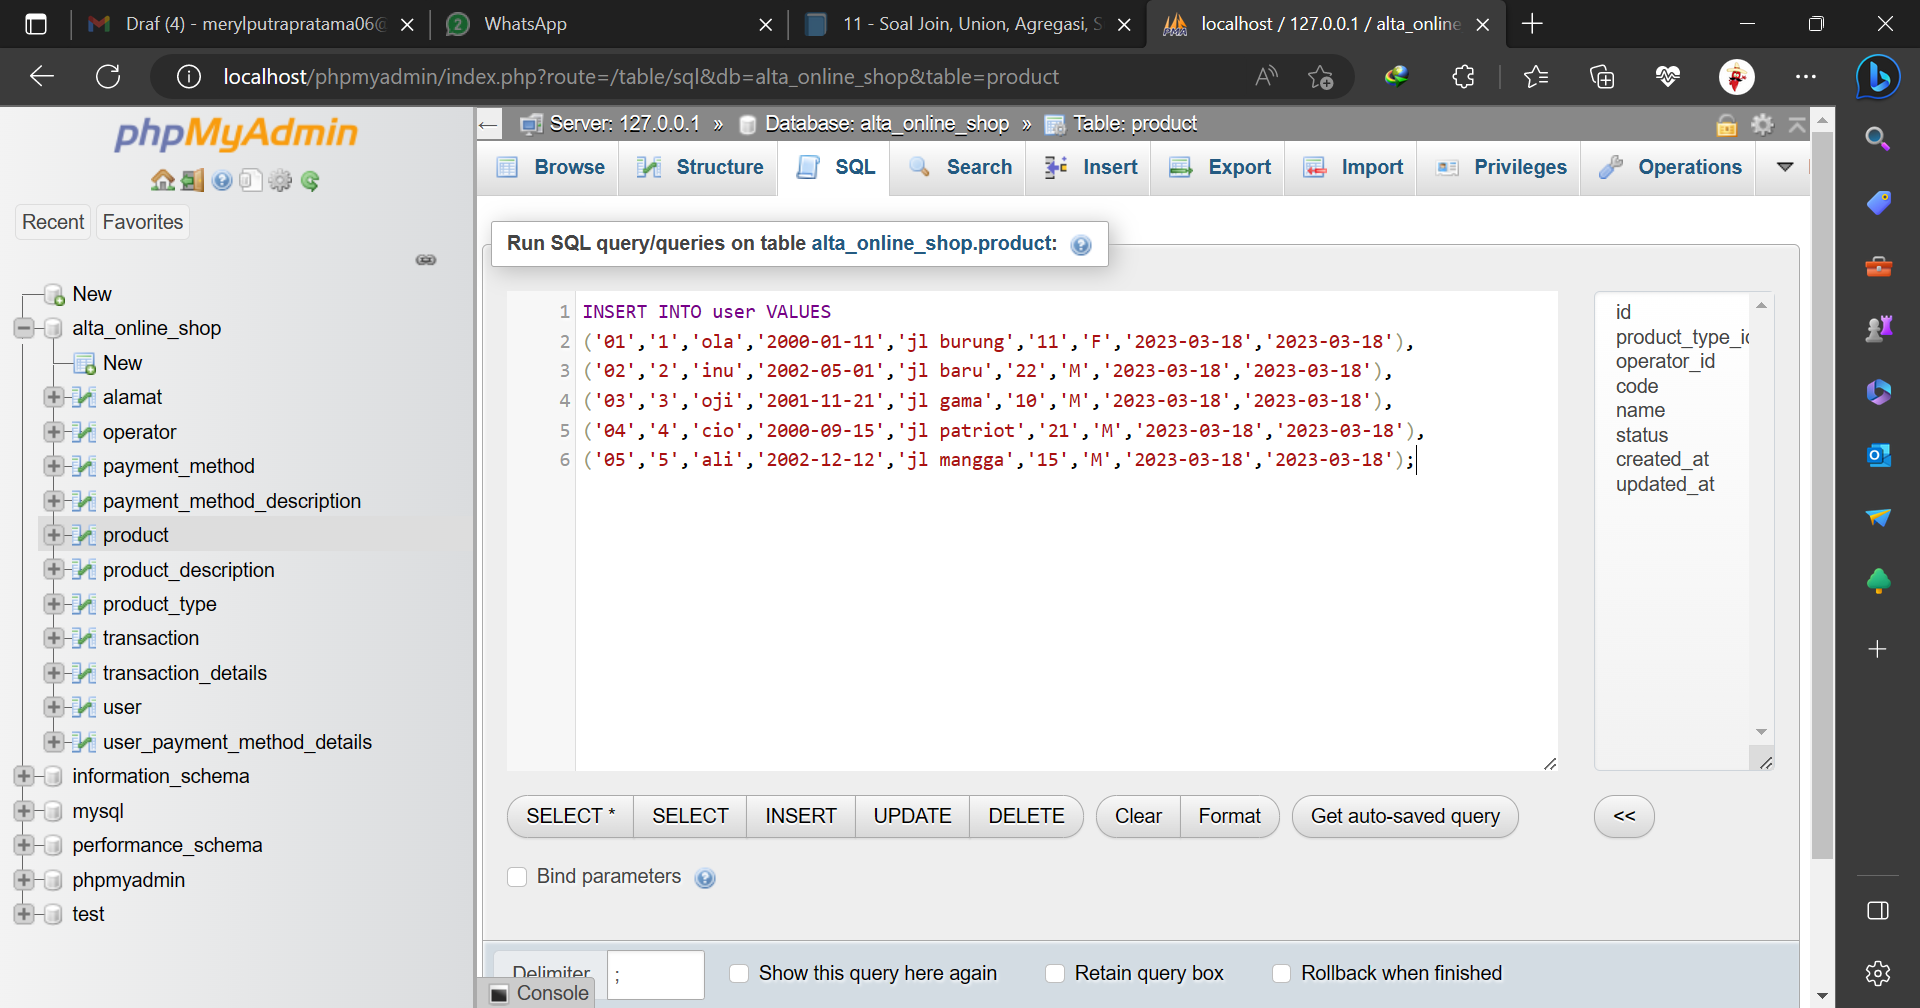 Draf (4) - merylputrapratama06@
2 WhatsApp
11 - Soal Join, Union, Agregasi, S
localhost / 127.0.0.1 / alta_online
localhost/phpmyadmin/index.php?route=/table/sql&db=alta_online_shop&table=product
phpMyAdmin
Recent
Favorites
New
alta_online_shop
New
alamat
operator
payment_method
payment_method_description
product
product_description
product_type
transaction
transaction_details
user
user_payment_method_details
information_schema
mysql
performance_schema
phpmyadmin
test
Server: 127.0.0.1 » Database: alta_online_shop » Table: product
Browse
Structure
SQL
Search
Insert
Export
Import
Privileges
Operations
Run SQL query/queries on table alta_online_shop.product:
1 INSERT INTO user VALUES
2 ('01','1','ola','2000-01-11','jl burung','11','F','2023-03-18','2023-03-18'),
3 ('02','2','inu','2002-05-01','jl baru','22','M','2023-03-18','2023-03-18'),
4 ('03','3','oji','2001-11-21','jl gama','10','M','2023-03-18','2023-03-18'),
5 ('04','4','cio','2000-09-15','jl patriot','21','M','2023-03-18','2023-03-18'),
6 ('05','5','ali','2002-12-12','jl mangga','15','M','2023-03-18','2023-03-18');
id
product_type_ic
operator_id
code
name
status
created_at
updated_at
SELECT * SELECT INSERT UPDATE DELETE Clear Format Get auto-saved query <<
Bind parameters
Delimiter ; Show this query here again Retain query box Rollback when finished
Console